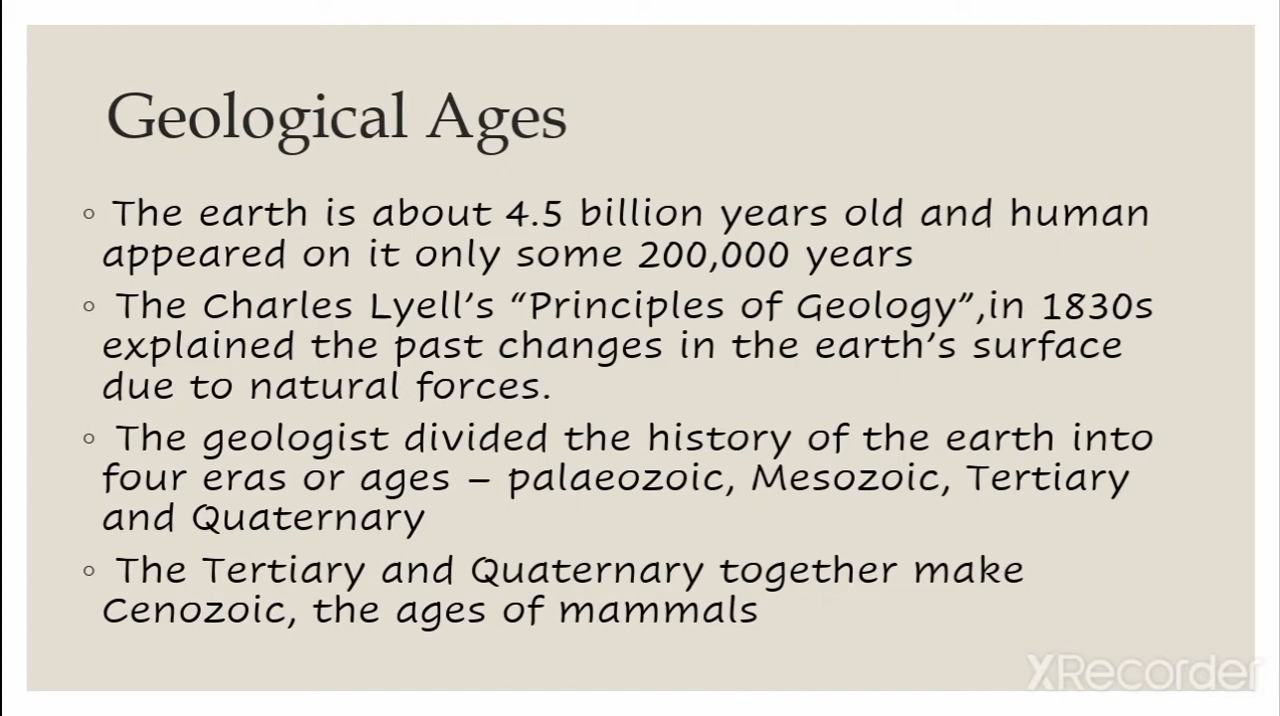 Geological Ages
◦ The earth is about 4.5 billion years old and human
appeared on it only some 200,000 years
◦ The Charles Lyell's “Principles of Geology”,in 1830s
explained the past changes in the earth's surface
due to natural forces.
◦ The geologist divided the history of the earth into
four eras or ages – palaeozoic, Mesozoic, Tertiary
and Quaternary
◦ The Tertiary and Quaternary together make
Cenozoic, the ages of mammals
XRecorder